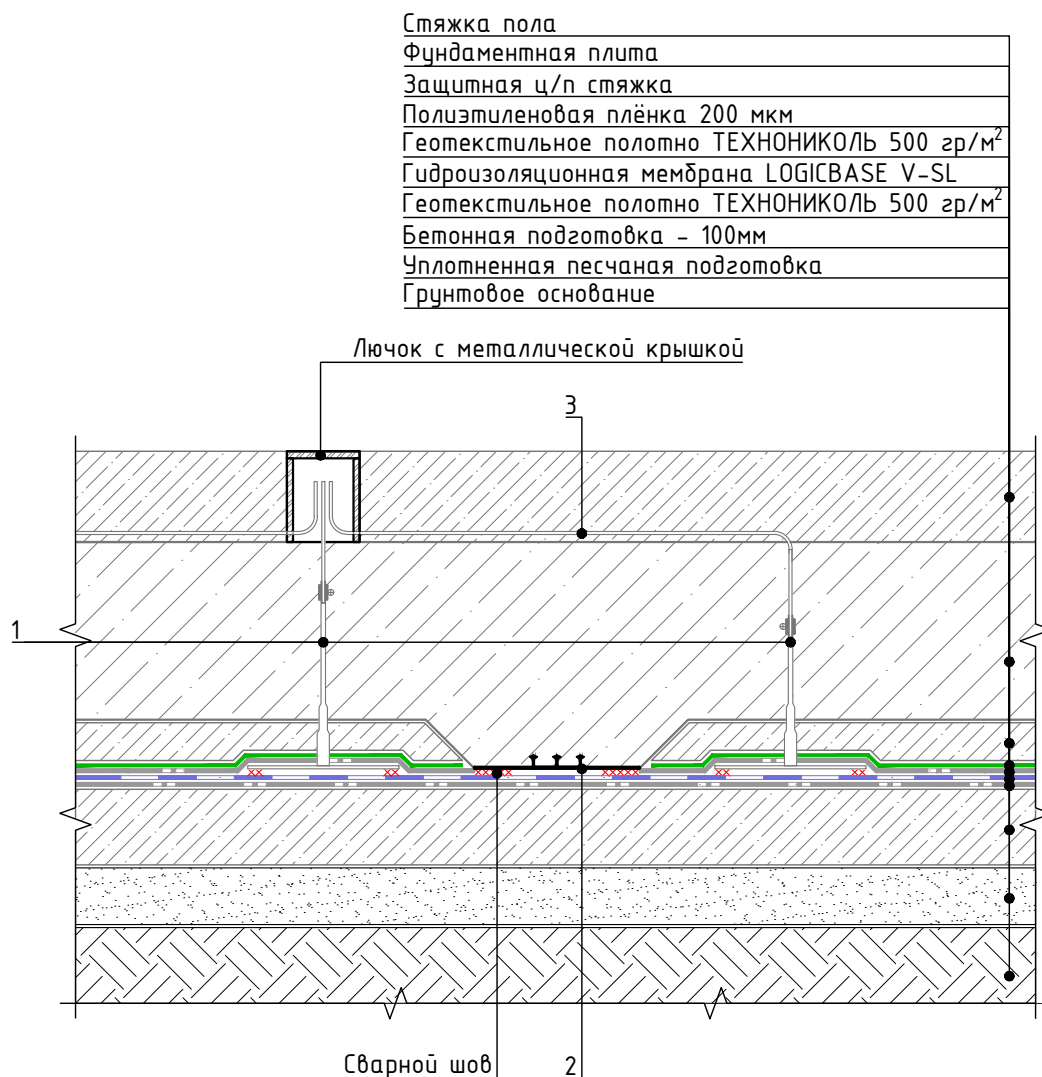 Стяжка пола
Фундаментная плита
Защитная ц/п стяжка
Полиэтиленовая плёнка 200 мкм
Геотекстильное полотно ТЕХНОНИКОЛЬ 500 гр/м²
Гидроизоляционная мембрана LOGICBASE V-SL
Геотекстильное полотно ТЕХНОНИКОЛЬ 500 гр/м²
Бетонная подготовка - 100мм
Уплотненная песчаная подготовка
Грунтовое основание
Лючок с металлической крышкой
3
1
Сварной шов
2